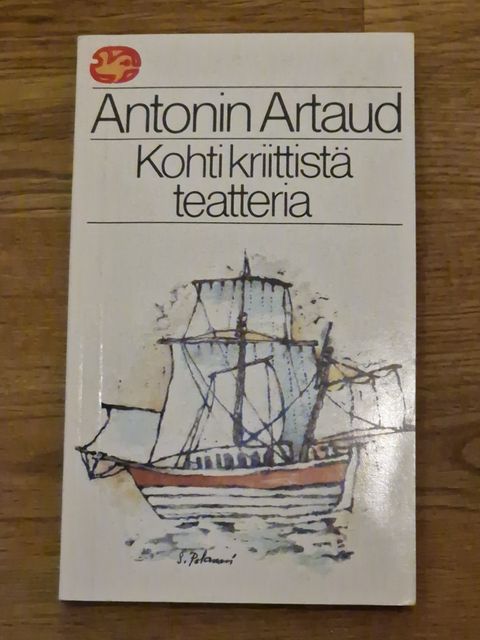 Antonin Artaud
Kohti kriittistä
teatteria